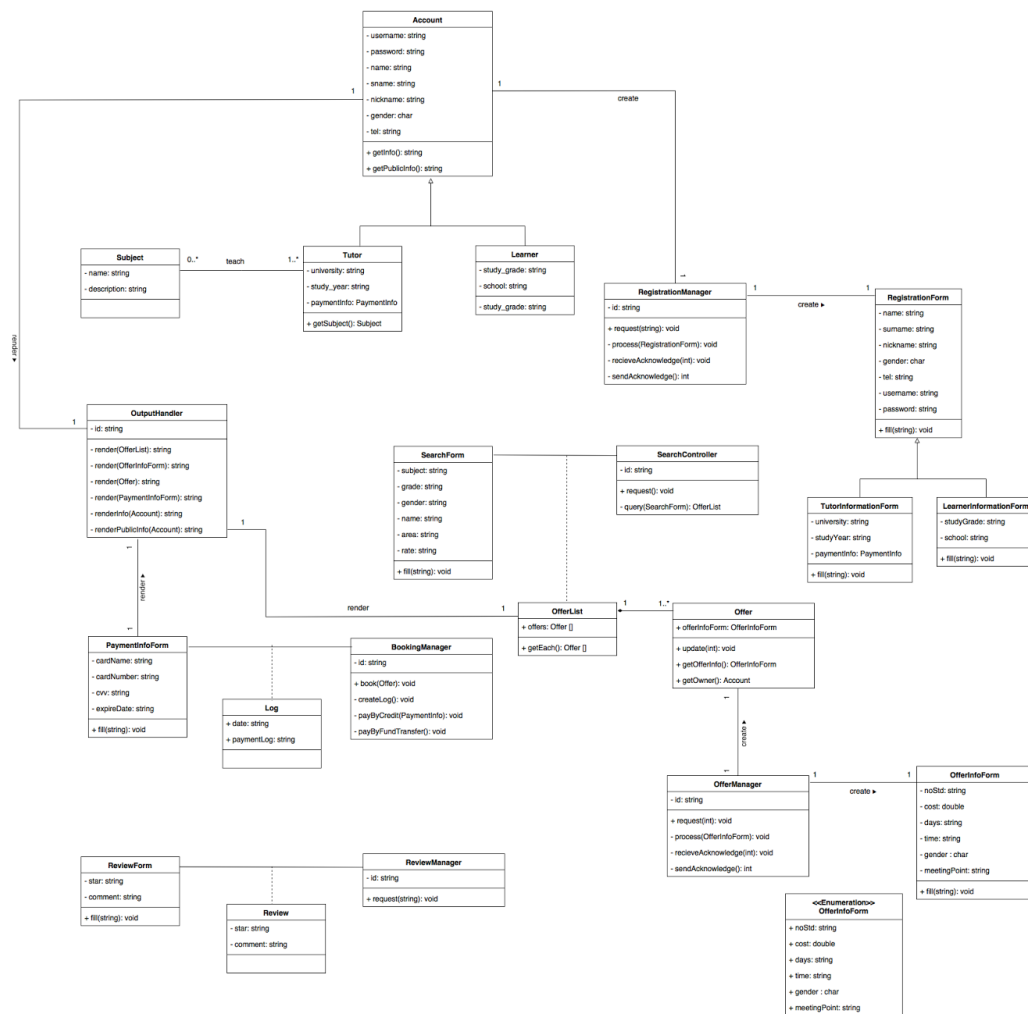 Account
- username: string
- password: string
- name: string
- sname: string
- nickname: string
- gender: char
- tel: string
+ getInfo(): string
+ getPublicInfo(): string
1
1
create
render ►
Subject
- name: string
- description: string
0..*
teach
1..*
Tutor
- university: string
- study_year: string
- paymentInfo: PaymentInfo
+ getSubject(): Subject
Learner
- study_grade: string
- school: string
- study_grade: string
1
RegistrationManager
- id: string
+ request(string): void
- process(RegistrationForm): void
- recieveAcknowledge(int): void
- sendAcknowledge(): int
1
create ►
1
RegistrationForm
- name: string
- surname: string
- nickname: string
- gender: char
- tel: string
- username: string
- password: string
+ fill(string): void
1
OutputHandler
- id: string
- render(OfferList): string
- render(OfferInfoForm): string
- render(Offer): string
- render(PaymentInfoForm): string
- renderInfo(Account): string
- renderPublicInfo(Account): string
SearchForm
- subject: string
- grade: string
- gender: string
- name: string
- area: string
- rate: string
+ fill(string): void
SearchController
- id: string
+ request(): void
- query(SearchForm): OfferList
TutorInformationForm
- university: string
- studyYear: string
- paymentInfo: PaymentInfo
+ fill(string): void
LearnerInformationForm
- studyGrade: string
- school: string
+ fill(string): void
1
render
1
1
render ►
1
OfferList
+ offers: Offer []
+ getEach(): Offer []
1
1..*
Offer
+ offerInfoForm: OfferInfoForm
+ update(int): void
+ getOfferInfo(): OfferInfoForm
+ getOwner(): Account
PaymentInfoForm
- cardName: string
- cardNumber: string
- cvv: string
- expireDate: string
+ fill(string): void
Log
+ date: string
+ paymentLog: string
BookingManager
- id: string
+ book(Offer): void
- createLog(): void
- payByCredit(PaymentInfo): void
- payByFundTransfer(): void
1
create ►
1
OfferManager
- id: string
+ request(int): void
- process(OfferInfoForm): void
- recieveAcknowledge(int): void
- sendAcknowledge(): int
1
create ►
1
OfferInfoForm
- noStd: string
- cost: double
- days: string
- time: string
- gender : char
- meetingPoint: string
+ fill(string): void
ReviewForm
- star: string
- comment: string
+ fill(string): void
Review
- star: string
- comment: string
ReviewManager
- id: string
+ request(string): void
<<Enumeration>>
OfferInfoForm
+ noStd: string
+ cost: double
+ days: string
+ time: string
+ gender : char
+ meetingPoint: string